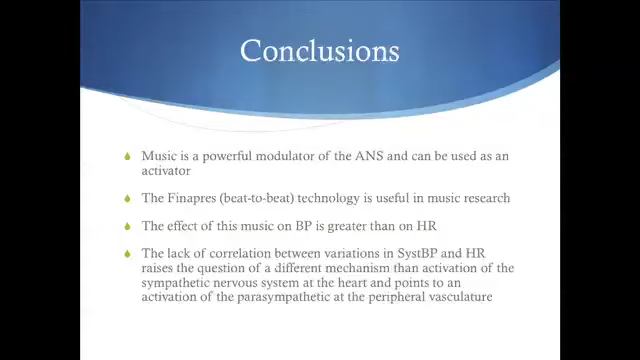 Conclusions
Music is a powerful modulator of the ANS and can be used as an
activator
The Finapres (beat-to-beat) technology is useful in music research
The effect of this music on BP is greater than on HR
The lack of correlation between variations in SystBP and HR
raises the question of a different mechanism than activation of the
sympathetic nervous system at the heart and points to an
activation of the parasympathetic at the peripheral vasculature